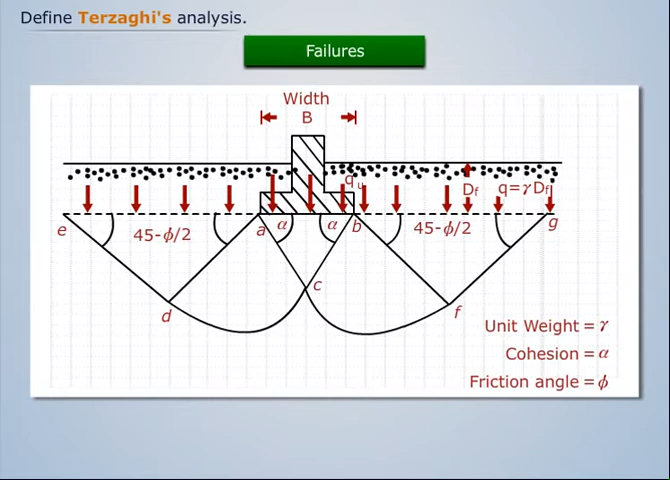 Define Terzaghi's analysis.
Failures
Width
B
q u
Df q=γDf
e 45-ϕ/2 a α α b 45-ϕ/2 g
c
d f
Unit Weight = γ
Cohesion = α
Friction angle = ϕ